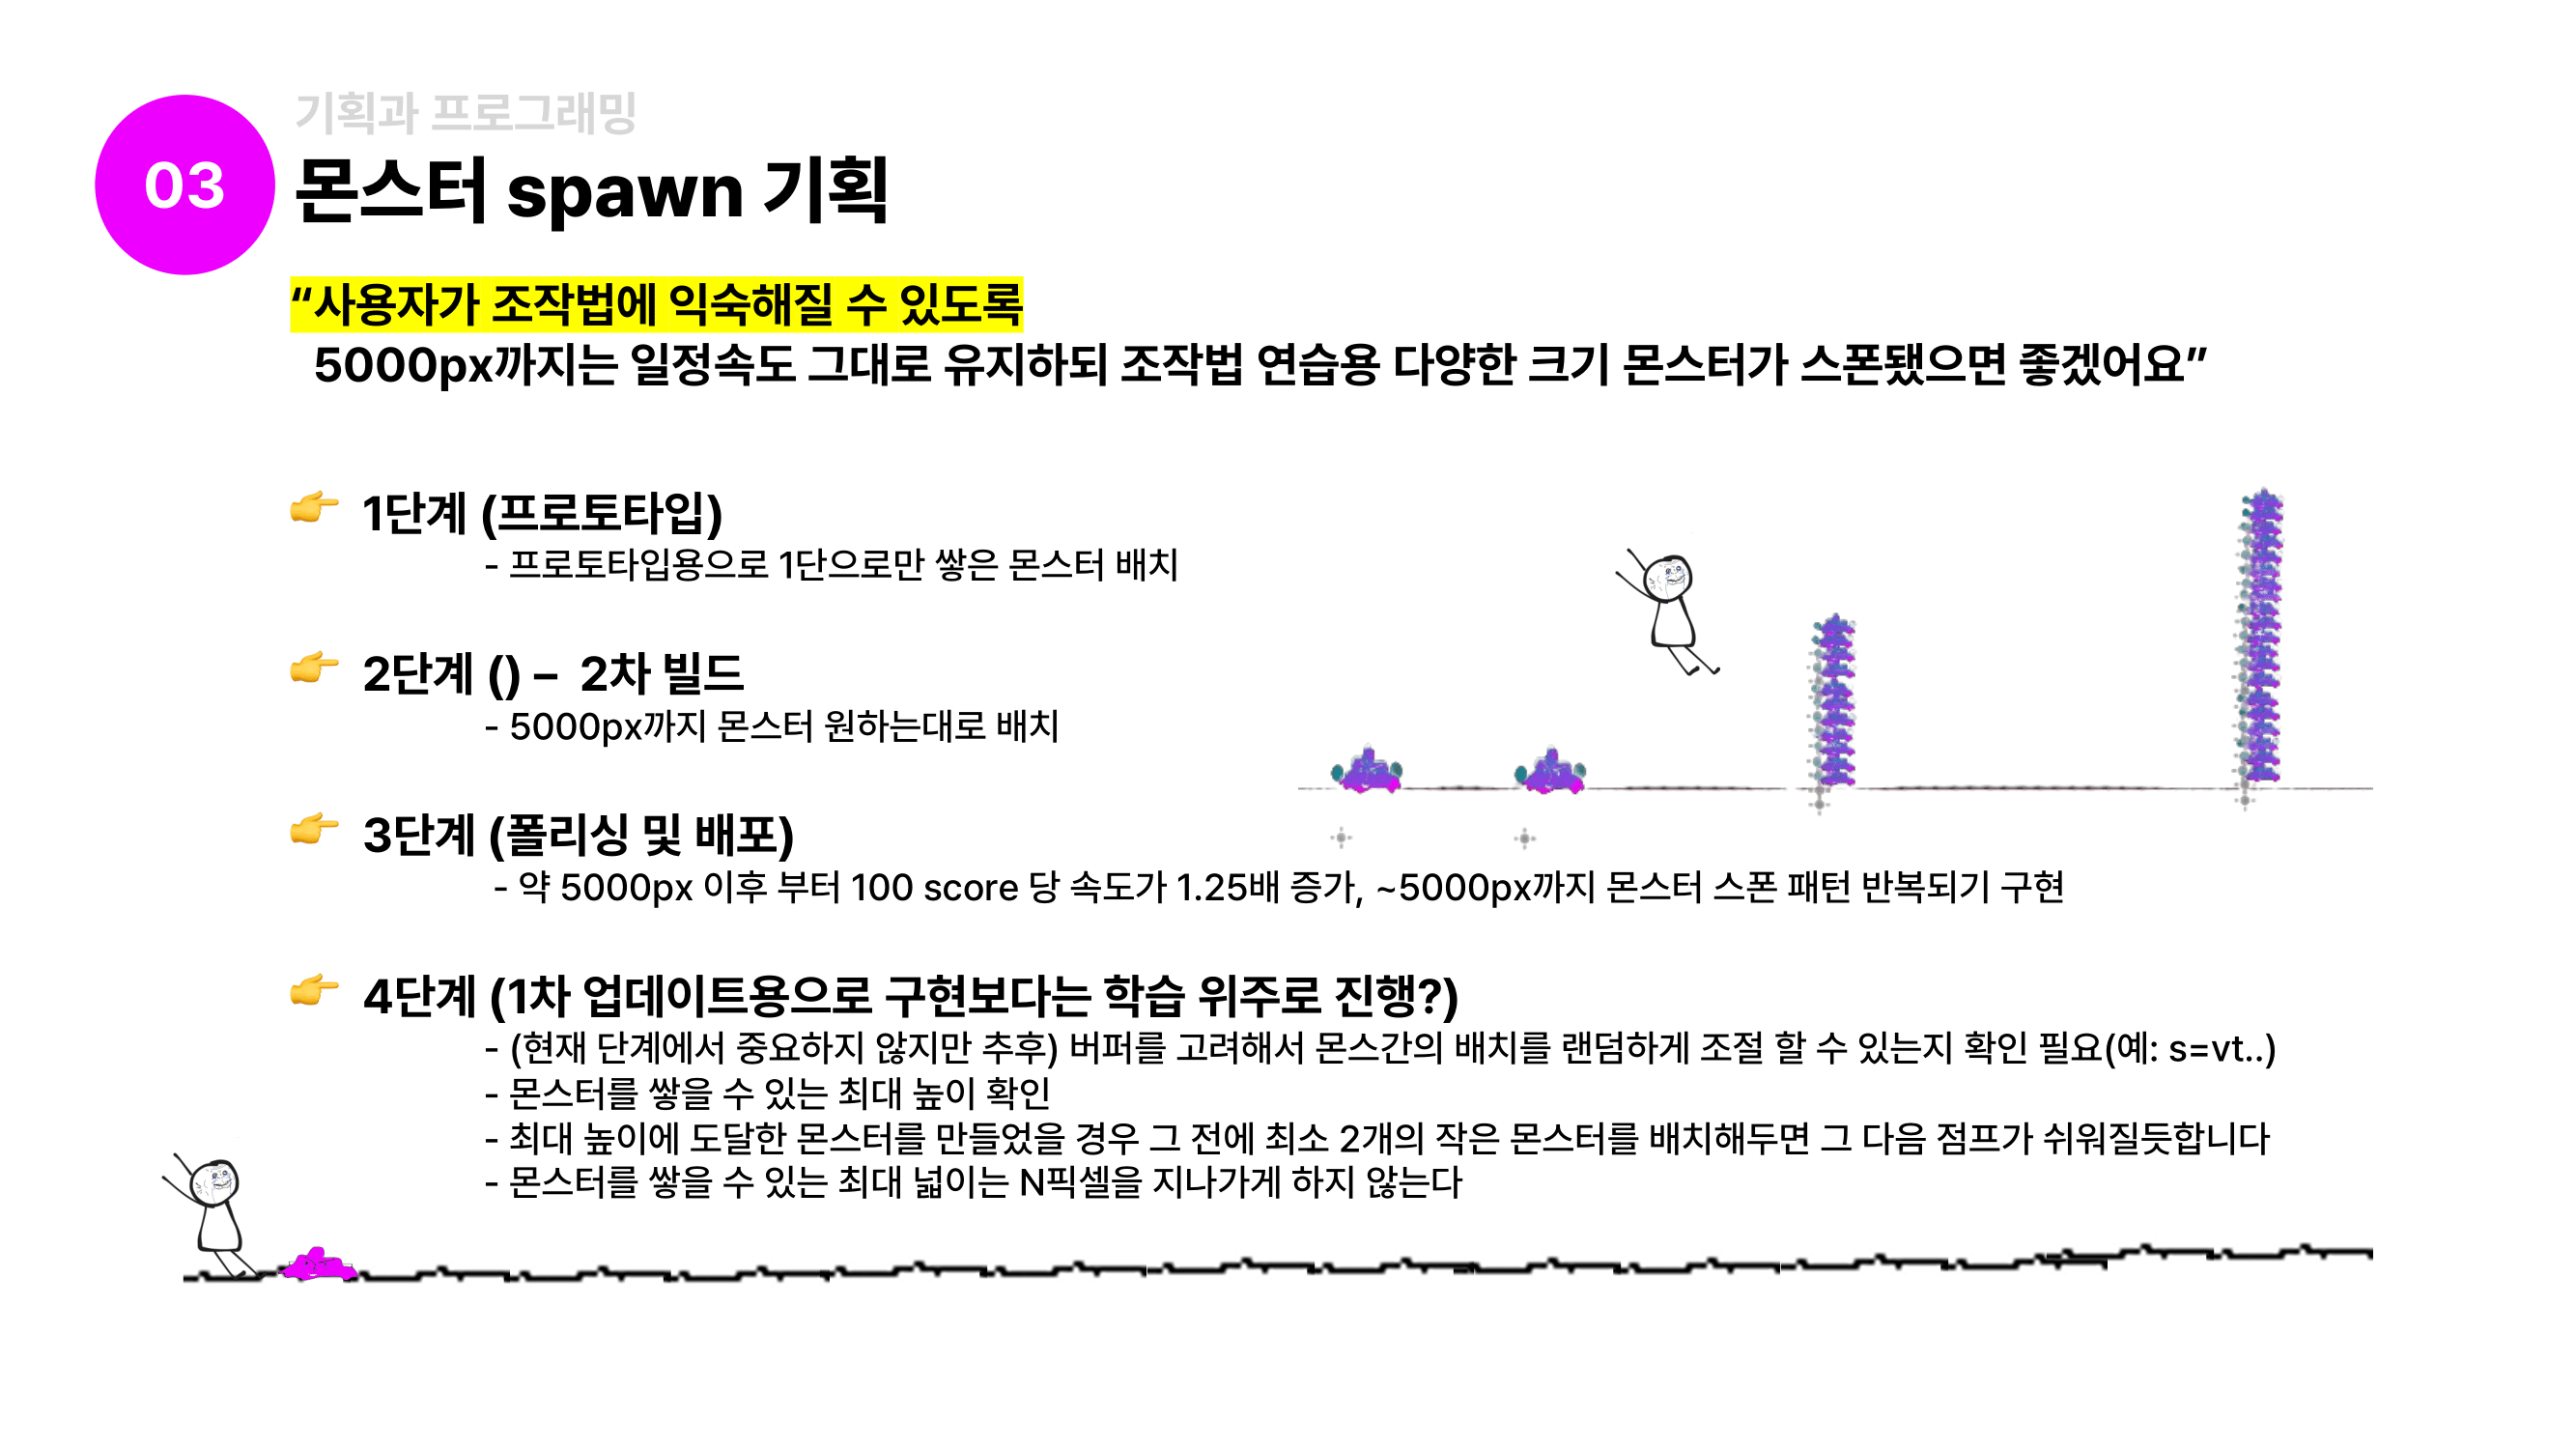 기획과 프로그래밍
03
몬스터 spawn 기획
“사용자가 조작법에 익숙해질 수 있도록
5000px까지는 일정속도 그대로 유지하되 조작법 연습용 다양한 크기 몬스터가 스폰됐으면 좋겠어요”
👉 1단계 (프로토타입)
- 프로토타입용으로 1단으로만 쌓은 몬스터 배치
👉 2단계 () – 2차 빌드
- 5000px까지 몬스터 원하는대로 배치
👉 3단계 (폴리싱 및 배포)
- 약 5000px 이후 부터 100 score 당 속도가 1.25배 증가, ~5000px까지 몬스터 스폰 패턴 반복되기 구현
👉 4단계 (1차 업데이트용으로 구현보다는 학습 위주로 진행?)
- (현재 단계에서 중요하지 않지만 추후) 버퍼를 고려해서 몬스간의 배치를 랜덤하게 조절 할 수 있는지 확인 필요(예: s=vt..)
- 몬스터를 쌓을 수 있는 최대 높이 확인
- 최대 높이에 도달한 몬스터를 만들었을 경우 그 전에 최소 2개의 작은 몬스터를 배치해두면 그 다음 점프가 쉬워질듯합니다
- 몬스터를 쌓을 수 있는 최대 넓이는 N픽셀을 지나가게 하지 않는다